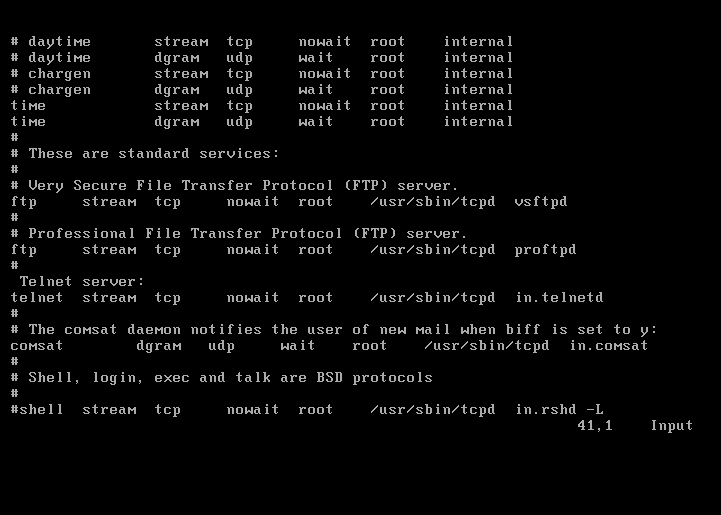 # daytime       stream  tcp     nowait  root    internal
# daytime       dgram   udp     wait    root    internal
# chargen       stream  tcp     nowait  root    internal
# chargen       dgram   udp     wait    root    internal
time            stream  tcp     nowait  root    internal
time            dgram   udp     wait    root    internal
#
# These are standard services:
#
# Very Secure File Transfer Protocol (FTP) server.
ftp     stream  tcp     nowait  root    /usr/sbin/tcpd  vsftpd
#
# Professional File Transfer Protocol (FTP) server.
ftp     stream  tcp     nowait  root    /usr/sbin/tcpd  proftpd
#
 Telnet server:
telnet  stream  tcp     nowait  root    /usr/sbin/tcpd  in.telnetd
#
# The comsat daemon notifies the user of new mail when biff is set to y:
comsat        dgram   udp     wait    root    /usr/sbin/tcpd  in.comsat
#
# Shell, login, exec and talk are BSD protocols
#
#shell  stream  tcp     nowait  root    /usr/sbin/tcpd  in.rshd -L
41,1    Input